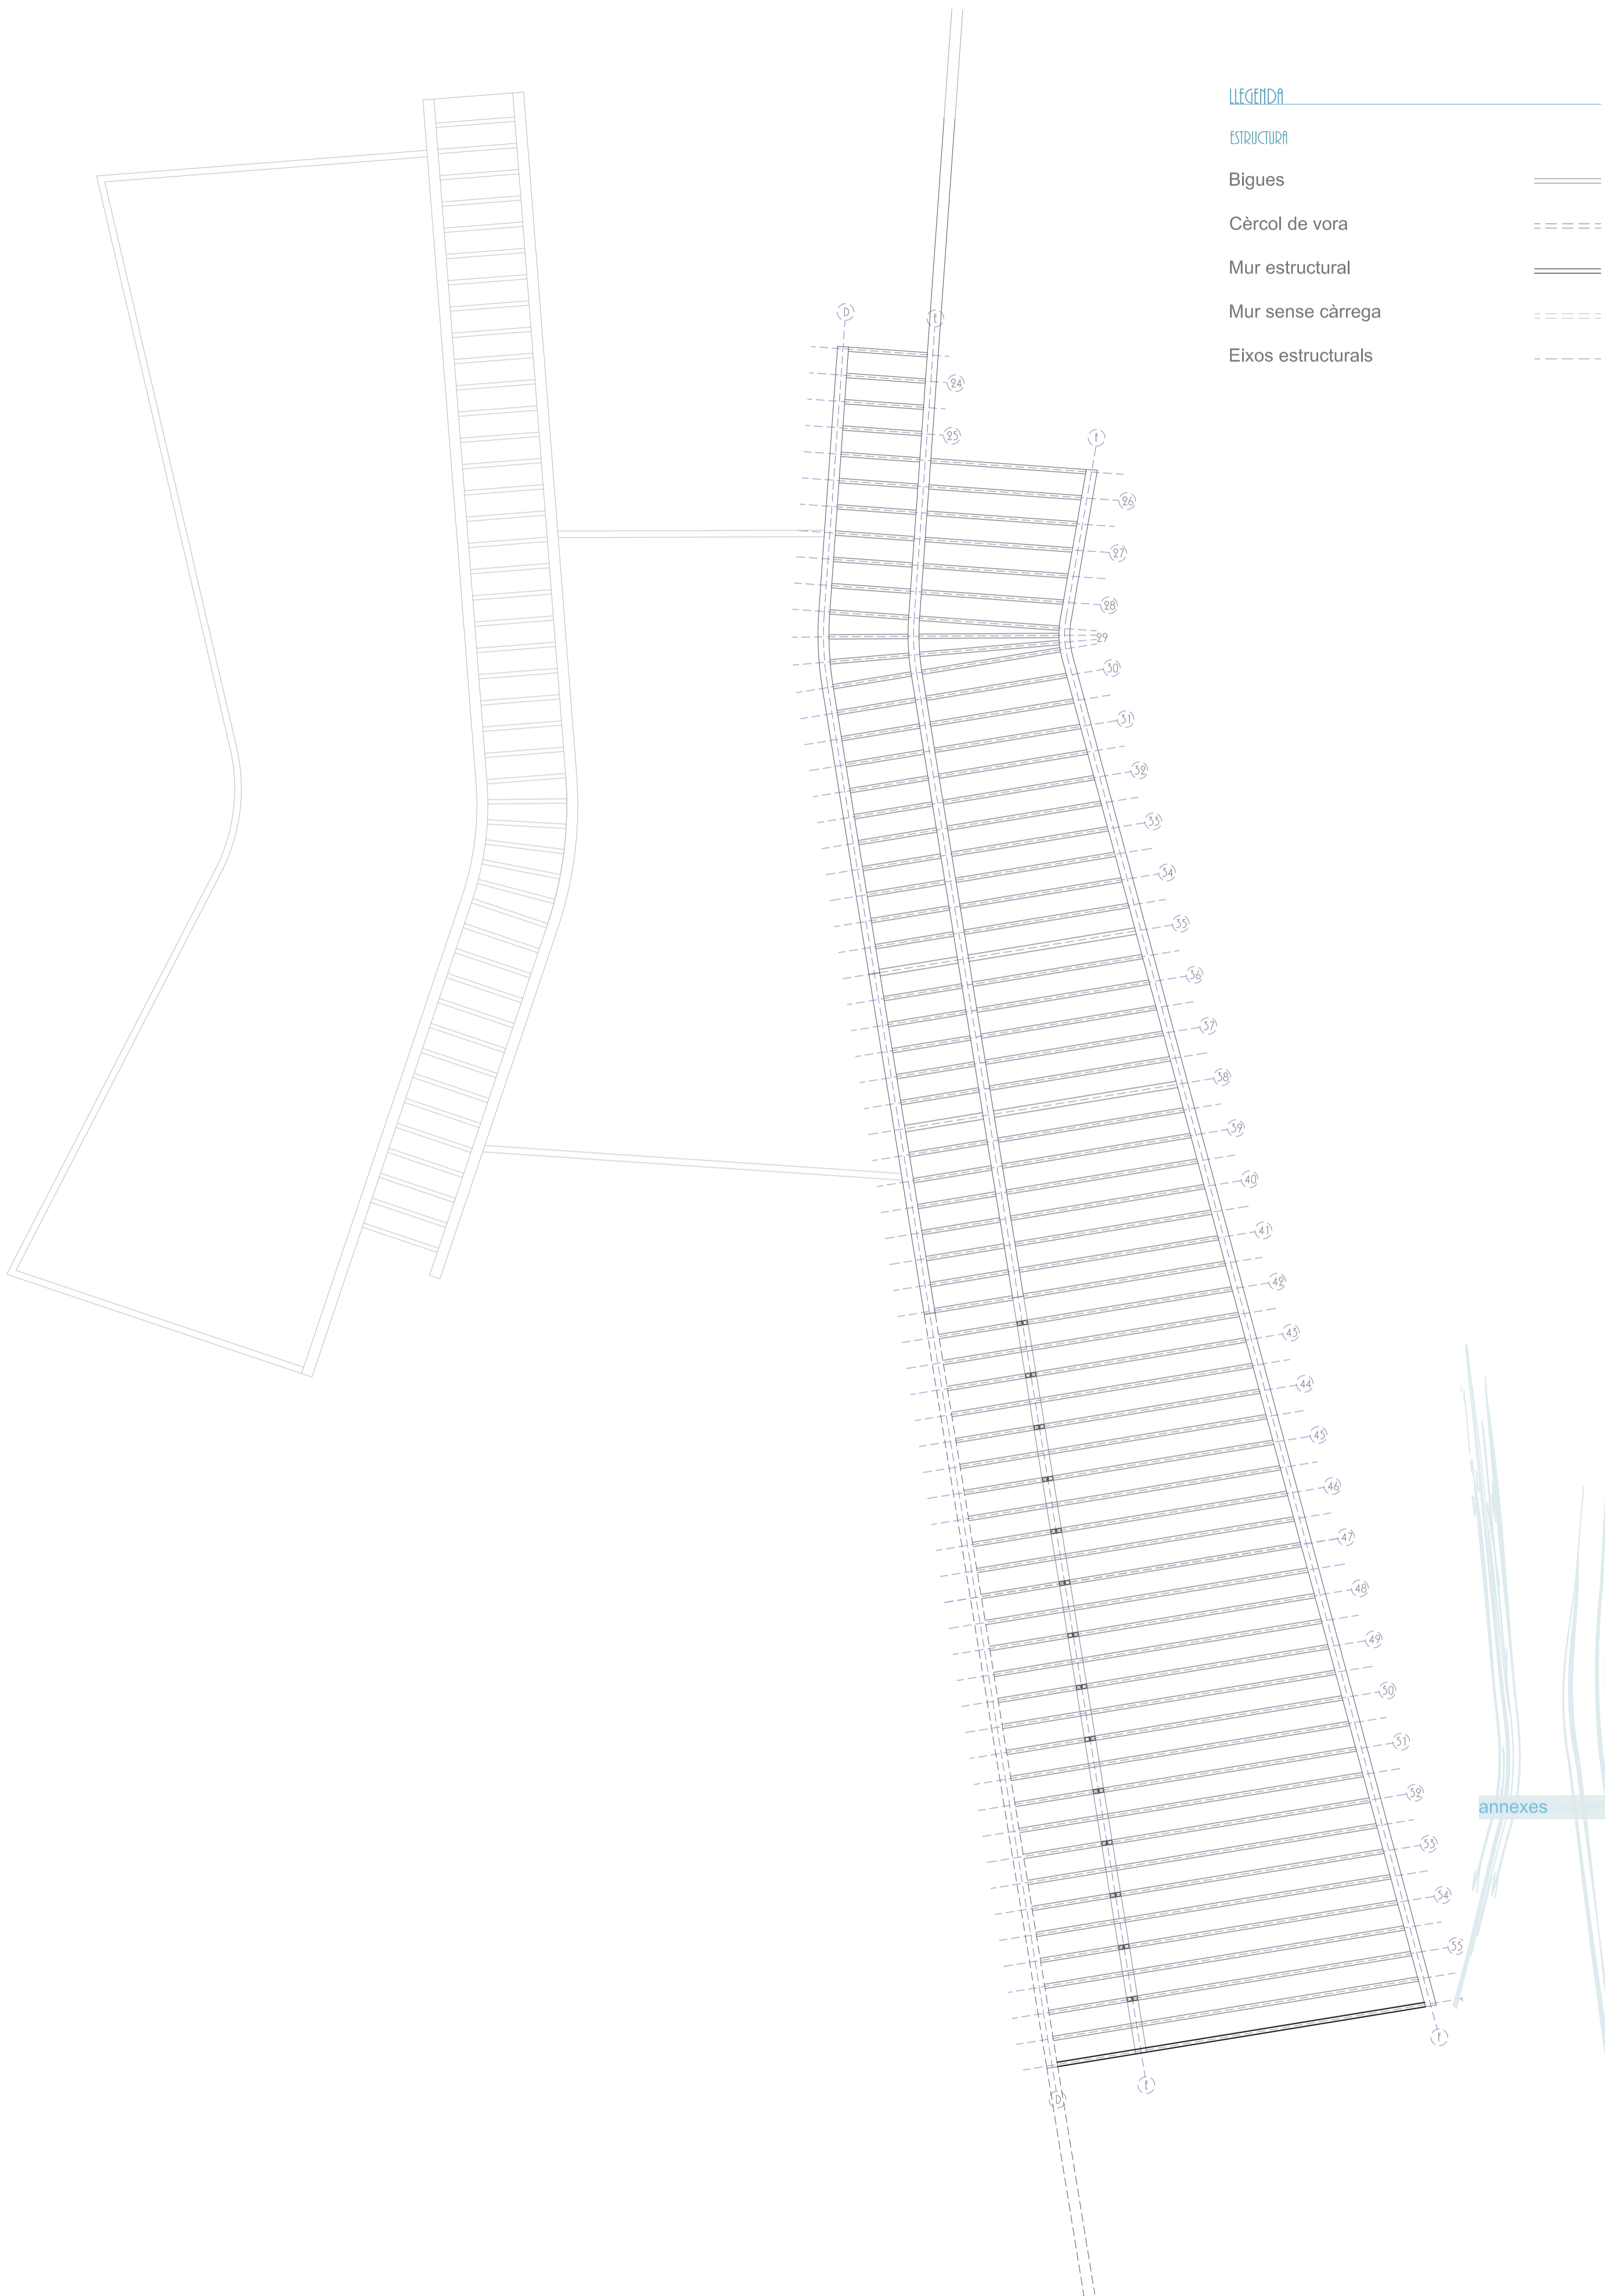 LLEGENDA
ESTRUCTURA
Bigues
Cèrcol de vora
Mur estructural
Mur sense càrrega
Eixos estructurals
D
E
24
25
F
26
27
28
29
30
31
32
33
34
35
36
37
38
39
40
41
42
43
44
45
46
47
48
49
50
51
52
annexes
53
54
55
F
E
D